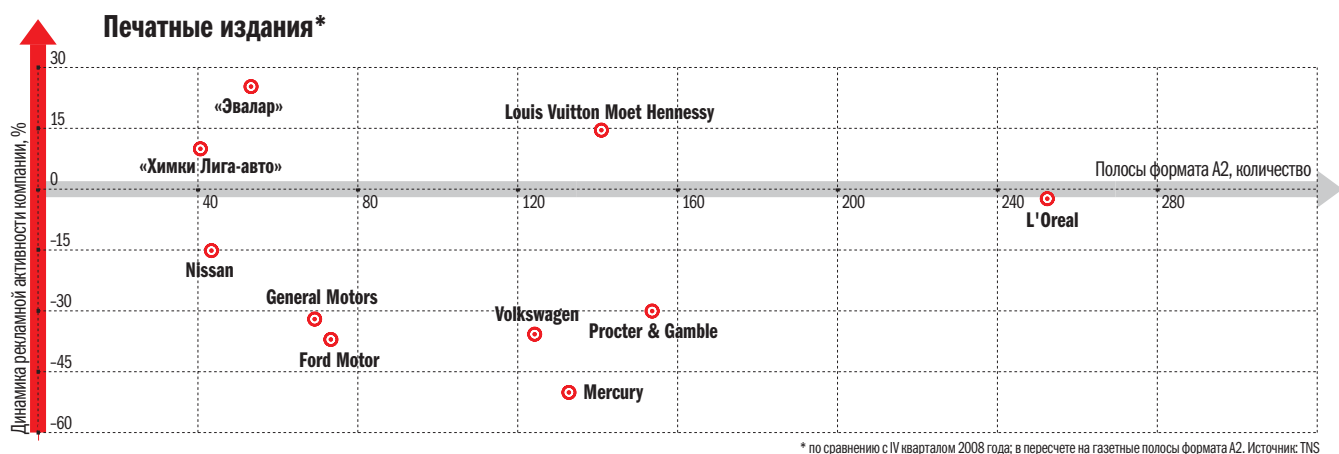 Печатные издания*
Динамика рекламной активности компании, %
30
«Эвалар»
Louis Vuitton Moet Hennessy
15
«Химки Лига-авто»
Полосы формата А2, количество
0
40
80
120
160
200
240
280
L'Oreal
–15
Nissan
General Motors
–30
Volkswagen
Procter & Gamble
Ford Motor
–45
Mercury
–60
* по сравнению с IV кварталом 2008 года; в пересчете на газетные полосы формата А2. Источник: TNS